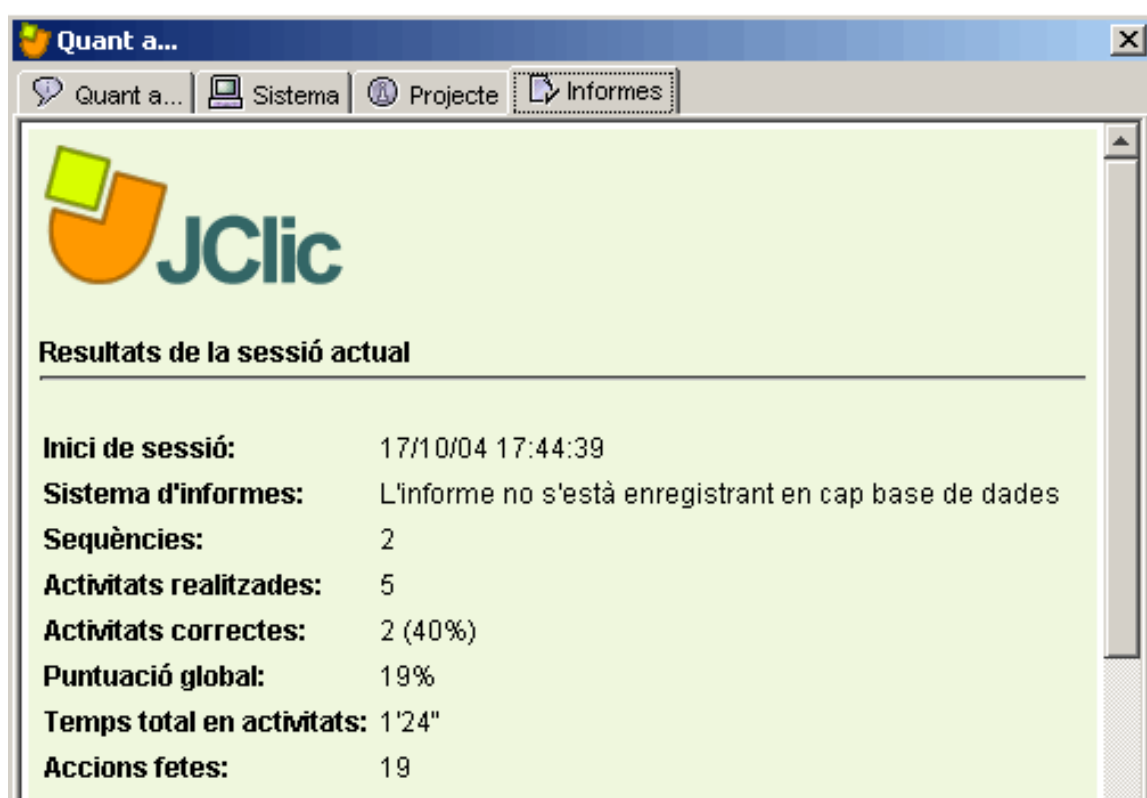 Quant a...
Quant a... Sistema Projecte Informes
JClic
Resultats de la sessió actual
Inici de sessió: 17/10/04 17:44:39
Sistema d'informes: L'informe no s'està enregistrant en cap base de dades
Seqüències: 2
Activitats realitzades: 5
Activitats correctes: 2 (40%)
Puntuació global: 19%
Temps total en activitats: 1'24"
Accions fetes: 19